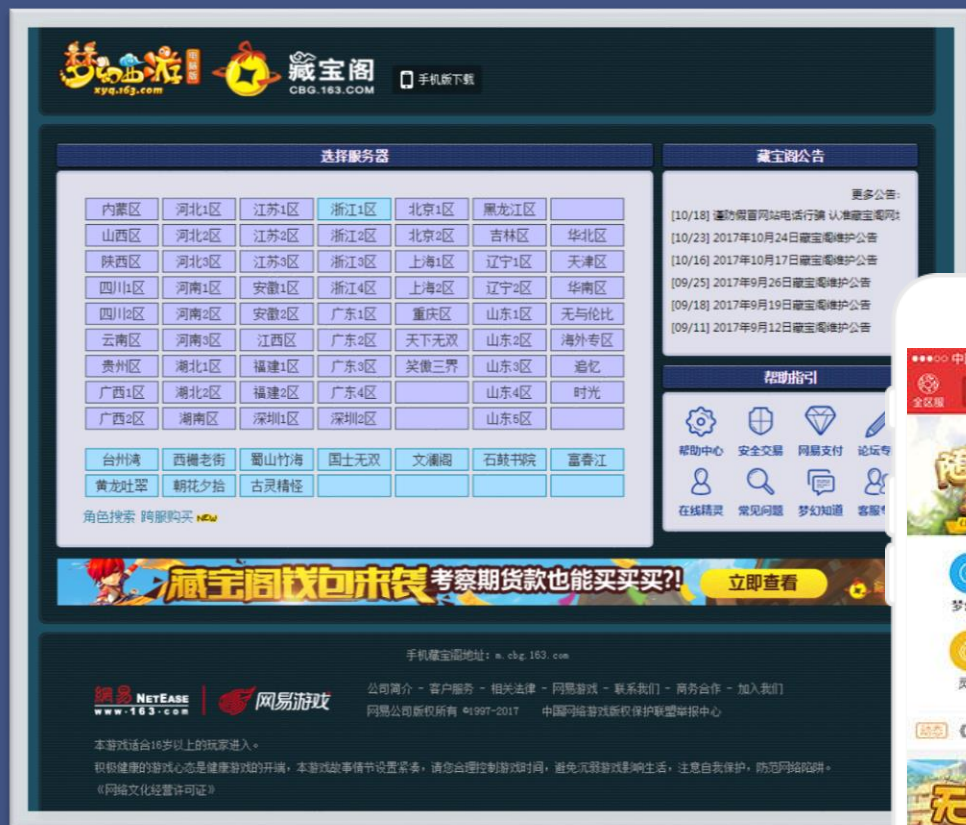 梦幻西游 电脑版
xyq.163.com
藏宝阁
CBG.163.COM
手机版下载
选择服务器
内蒙区 河北1区 江苏1区 浙江1区 北京1区 黑龙江区
山西区 河北2区 江苏2区 浙江2区 北京2区 吉林区 华北区
陕西区 河北3区 江苏3区 浙江3区 上海1区 辽宁1区 天津区
四川1区 河南1区 安徽1区 浙江4区 上海2区 辽宁2区 华南区
四川2区 河南2区 安徽2区 广东1区 重庆区 山东1区 无与伦比
云南区 河南3区 江西区 广东2区 天下无双 山东2区 海外专区
贵州区 湖北1区 福建1区 广东3区 笑傲三界 山东3区 追忆
广西1区 湖北2区 福建2区 广东4区 山东4区 时光
广西2区 湖南区 深圳1区 深圳2区 山东5区
台州湾 西栅老街 蜀山竹海 国士无双 文澜阁 石鼓书院 富春江
黄龙吐翠 朝花夕拾 古灵精怪
角色搜索 跨服购买 NEW
藏宝阁公告
更多公告:
[10/18] 谨防假冒网站电话行骗 认准藏宝阁网
[10/23] 2017年10月24日藏宝阁维护公告
[10/16] 2017年10月17日藏宝阁维护公告
[09/25] 2017年9月26日藏宝阁维护公告
[09/18] 2017年9月19日藏宝阁维护公告
[09/11] 2017年9月12日藏宝阁维护公告
帮助指引
帮助中心 安全交易 网易支付 论坛专
在线精灵 常见问题 梦幻知道 客服
藏宝阁钱包来袭 考察期货款也能买买买?! 立即查看
手机藏宝阁地址: m.cbg.163.com
網易 NETEASE
www.163.com
网易游戏
公司简介 - 客户服务 - 相关法律 - 网易游戏 - 联系我们 - 商务合作 - 加入我们
网易公司版权所有 ©1997-2017 中国网络游戏版权保护联盟举报中心
本游戏适合16岁以上的玩家进入。
积极健康的游戏心态是健康游戏的开端，本游戏故事情节设置紧凑，请您合理控制游戏时间，避免沉溺游戏影响生活，注意自我保护，防范网络陷阱。
《网络文化经营许可证》
中
全区服
随
梦
灵
动态
无